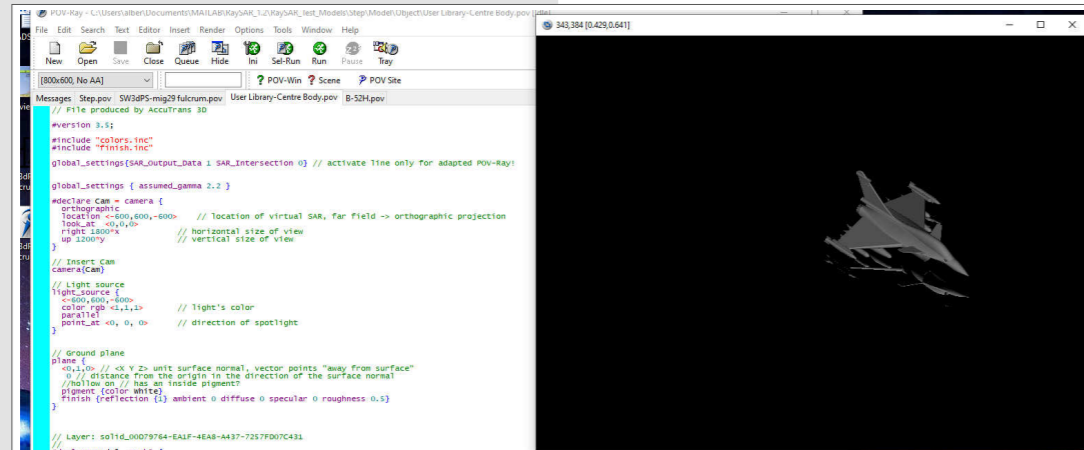 POV-Ray - C:\Users\alber\Documents\MATLAB\RaySAR_1.2\RaySAR_Test_Models\Step\Model\Object\User Library-Centre Body.pov [Idle]
File Edit Search Text Editor Insert Render Options Tools Window Help
New Open Save Close Queue Hide Ini Sel-Run Run Pause Tray
[800x600, No AA] ? POV-Win ? Scene POV Site
Messages Step.pov SW3dPS-mig29 fulcrum.pov User Library-Centre Body.pov B-52H.pov
// File produced by AccuTrans 3D
#version 3.5;
#include "colors.inc"
#include "finish.inc"
global_settings{SAR_Output_Data 1 SAR_Intersection 0} // activate line only for adapted POV-Ray!
global_settings { assumed_gamma 2.2 }
#declare Cam = camera {
orthographic
location <-600,600,-600> // location of virtual SAR, far field -> orthographic projection
look_at <0,0,0>
right 1800*x // horizontal size of view
up 1200*y // vertical size of view
}
// Insert Cam
camera{Cam}
// Light source
light_source {
<-600,600,-600>
color rgb <1,1,1> // light's color
parallel
point_at <0, 0, 0> // direction of spotlight
}
// Ground plane
plane {
<0,1,0> // <X Y Z> unit surface normal, vector points "away from surface"
0 // distance from the origin in the direction of the surface normal
//hollow on // has an inside pigment?
pigment {color White}
finish {reflection {1} ambient 0 diffuse 0 specular 0 roughness 0.5}
}
// Layer: solid_00D79764-EA1F-4EA8-A437-7257FD07C431
//
343,384 [0.429,0.641]